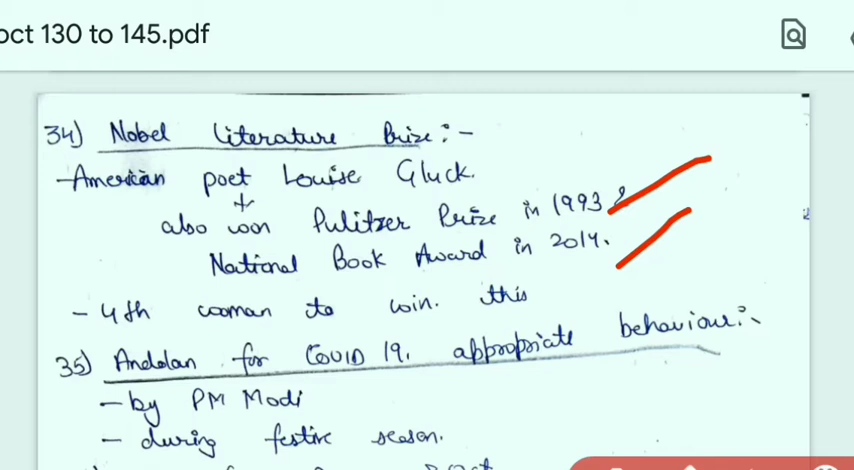 oct 130 to 145.pdf
34) Nobel Literature Prize:-
-American poet Louise Gluck.
+
also won Pulitzer Prize in 1993 &
National Book Award in 2014.
- 4th woman to win. this
35) Andolan for COVID 19. appropriate behaviour:-
- by PM Modi
- during festive season.